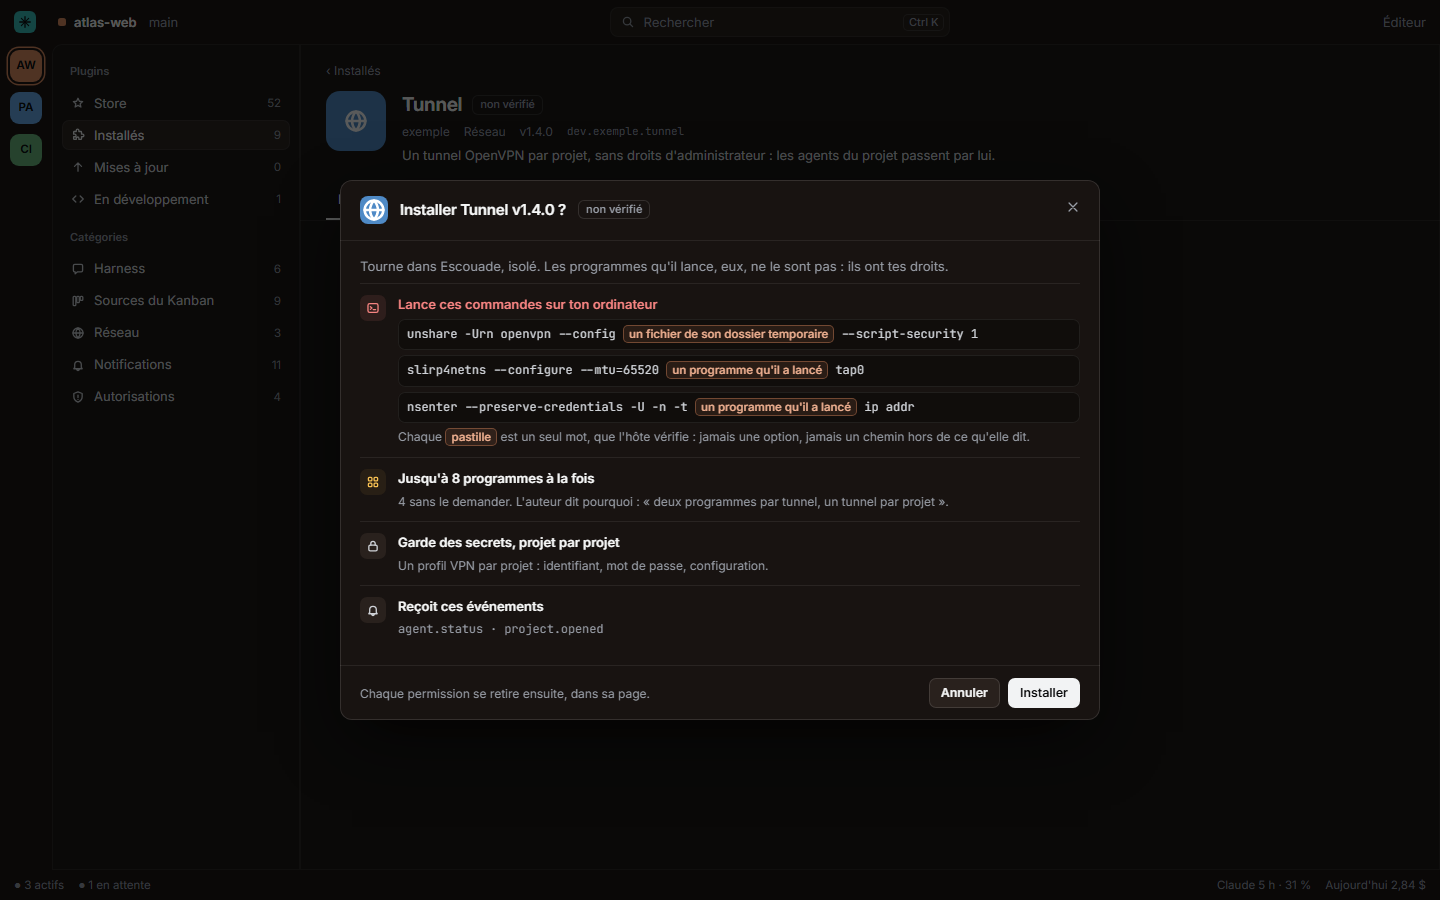 atlas-web main
Rechercher
Ctrl K
Éditeur
AW
PA
CI
Plugins
Store 52
Installés 9
Mises à jour 0
En développement 1
Catégories
Harness 6
Sources du Kanban 9
Réseau 3
Notifications 11
Autorisations 4
‹ Installés
Tunnel non vérifié
exemple Réseau v1.4.0 dev.exemple.tunnel
Un tunnel OpenVPN par projet, sans droits d'administrateur : les agents du projet passent par lui.
Installer Tunnel v1.4.0 ? non vérifié
Tourne dans Escouade, isolé. Les programmes qu'il lance, eux, ne le sont pas : ils ont tes droits.
Lance ces commandes sur ton ordinateur
unshare -Urn openvpn --config un fichier de son dossier temporaire --script-security 1
slirp4netns --configure --mtu=65520 un programme qu'il a lancé tap0
nsenter --preserve-credentials -U -n -t un programme qu'il a lancé ip addr
Chaque pastille est un seul mot, que l'hôte vérifie : jamais une option, jamais un chemin hors de ce qu'elle dit.
Jusqu'à 8 programmes à la fois
4 sans le demander. L'auteur dit pourquoi : « deux programmes par tunnel, un tunnel par projet ».
Garde des secrets, projet par projet
Un profil VPN par projet : identifiant, mot de passe, configuration.
Reçoit ces événements
agent.status · project.opened
Chaque permission se retire ensuite, dans sa page.
Annuler
Installer
3 actifs
1 en attente
Claude 5 h · 31 %
Aujourd'hui 2,84 $